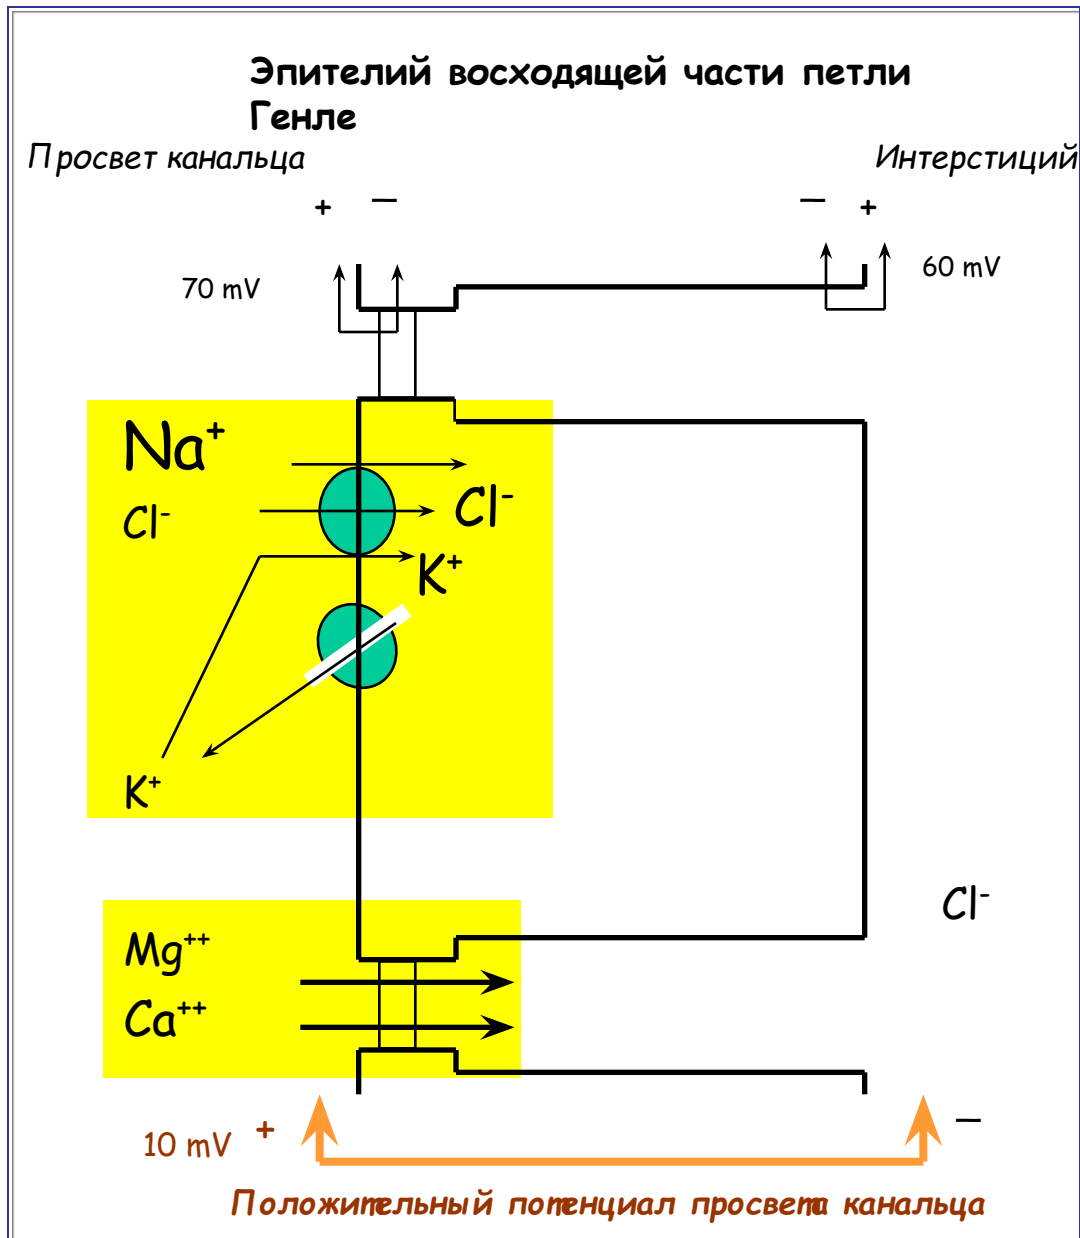 Эпителий восходящей части петли
Генле
Просвет канальца
Интерстиций
+ –
– +
70 mV
60 mV
Na⁺
Cl⁻
Cl⁻
K⁺
K⁺
Cl⁻
Mg⁺⁺
Ca⁺⁺
10 mV +
–
Положительный потенциал просвета канальца